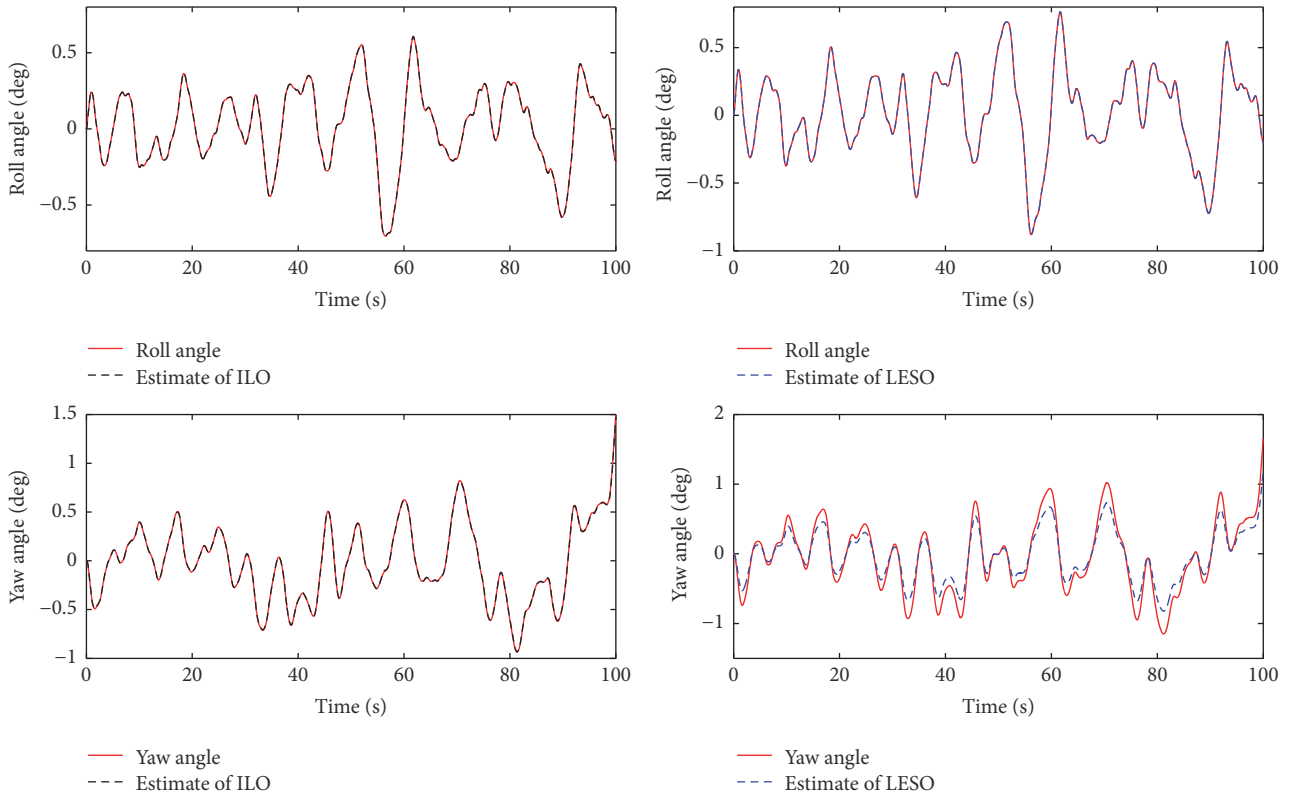 0.5
0
−0.5
Roll angle (deg)
0 20 40 60 80 100
Time (s)
Roll angle
Estimate of ILO
0.5
0
−0.5
−1
Roll angle (deg)
0 20 40 60 80 100
Time (s)
Roll angle
Estimate of LESO
1.5
1
0.5
0
−0.5
−1
Yaw angle (deg)
0 20 40 60 80 100
Time (s)
Yaw angle
Estimate of ILO
2
1
0
−1
Yaw angle (deg)
0 20 40 60 80 100
Time (s)
Yaw angle
Estimate of LESO